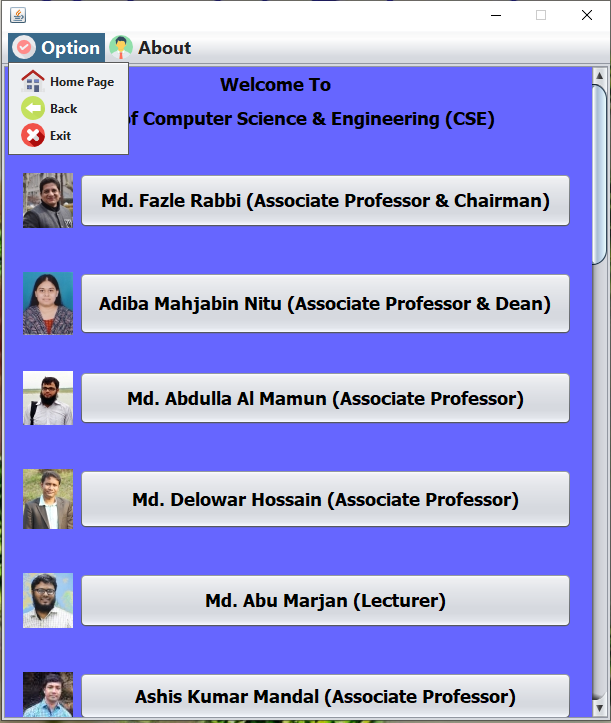 Option About
Home Page
Back
Exit
Welcome To
of Computer Science & Engineering (CSE)
Md. Fazle Rabbi (Associate Professor & Chairman)
Adiba Mahjabin Nitu (Associate Professor & Dean)
Md. Abdulla Al Mamun (Associate Professor)
Md. Delowar Hossain (Associate Professor)
Md. Abu Marjan (Lecturer)
Ashis Kumar Mandal (Associate Professor)